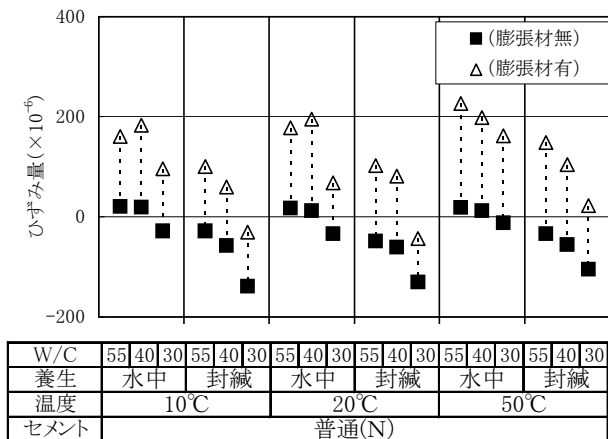 400
200
0
-200
ひずみ量(×10⁻⁶)
■(膨張材無)
△(膨張材有)
W/C 55 40 30 55 40 30 55 40 30 55 40 30 55 40 30 55 40 30
養生 水中 封緘 水中 封緘 水中 封緘
温度 10℃ 20℃ 50℃
セメント 普通(N)